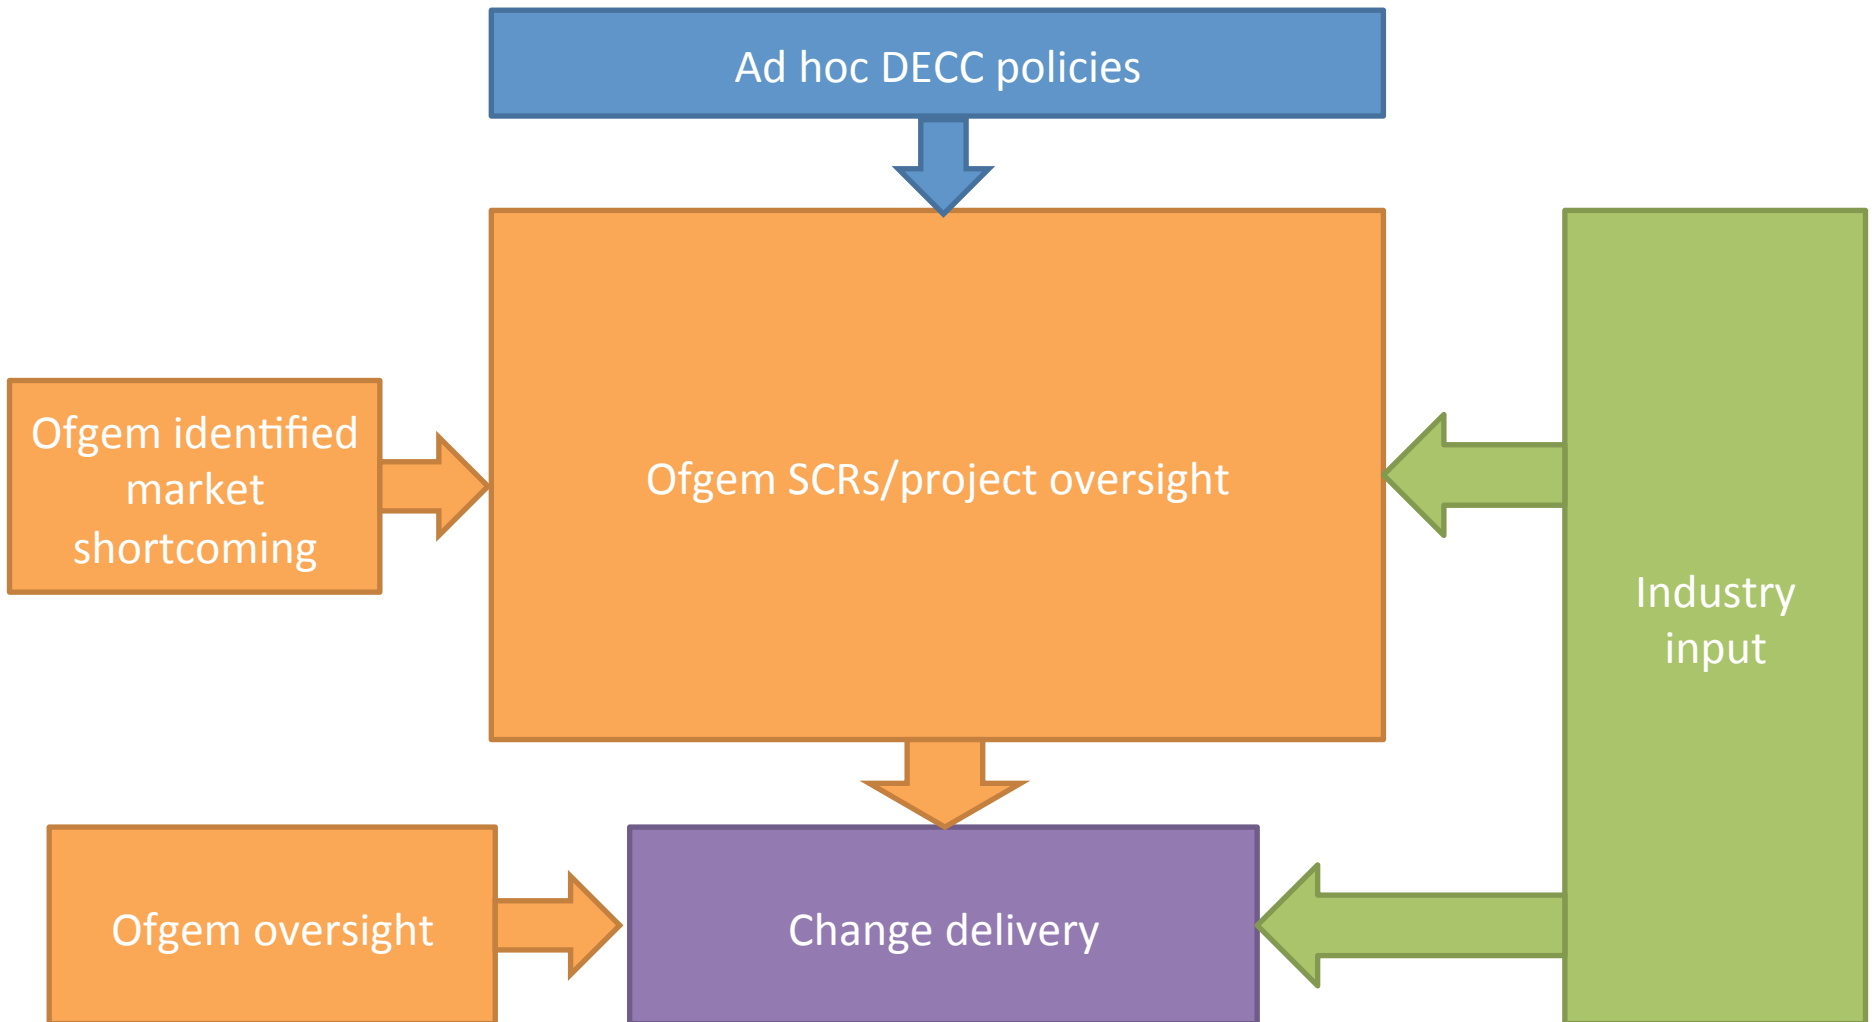 Ad hoc DECC policies
Ofgem identified
market
shortcoming
Ofgem SCRs/project oversight
Industry
input
Ofgem oversight
Change delivery